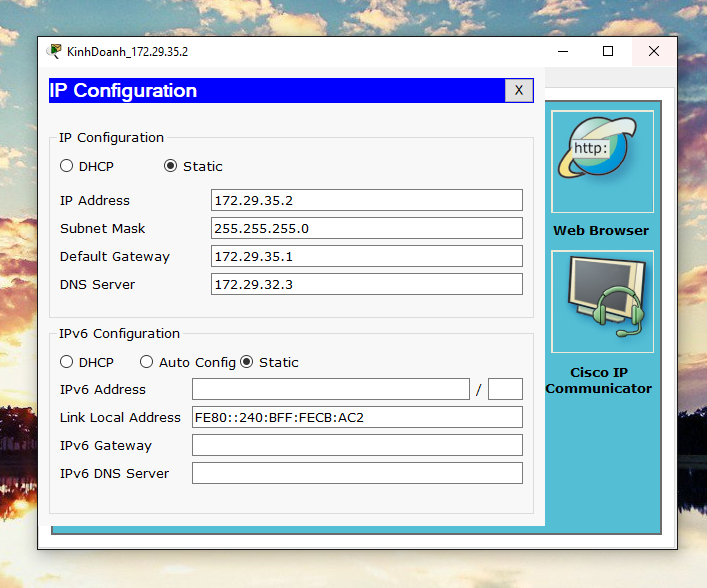 KinhDoanh_172.29.35.2
IP Configuration
X
IP Configuration
DHCP
Static
IP Address 172.29.35.2
Subnet Mask 255.255.255.0
Default Gateway 172.29.35.1
DNS Server 172.29.32.3
IPv6 Configuration
DHCP
Auto Config
Static
IPv6 Address /
Link Local Address FE80::240:BFF:FECB:AC2
IPv6 Gateway
IPv6 DNS Server
http:
Web Browser
Cisco IP
Communicator